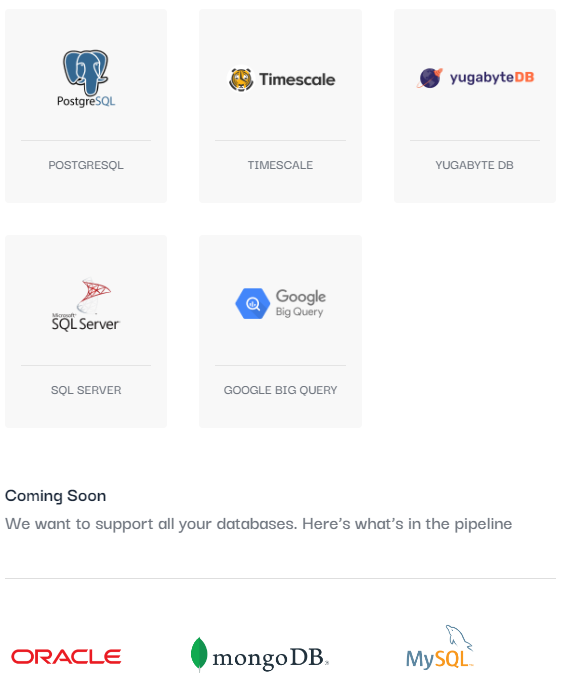 PostgreSQL
Timescale
yugabyteDB
POSTGRESQL
TIMESCALE
YUGABYTE DB
Microsoft
SQL Server
Google
Big Query
SQL SERVER
GOOGLE BIG QUERY
Coming Soon
We want to support all your databases. Here's what's in the pipeline
ORACLE
mongoDB.
MySQL